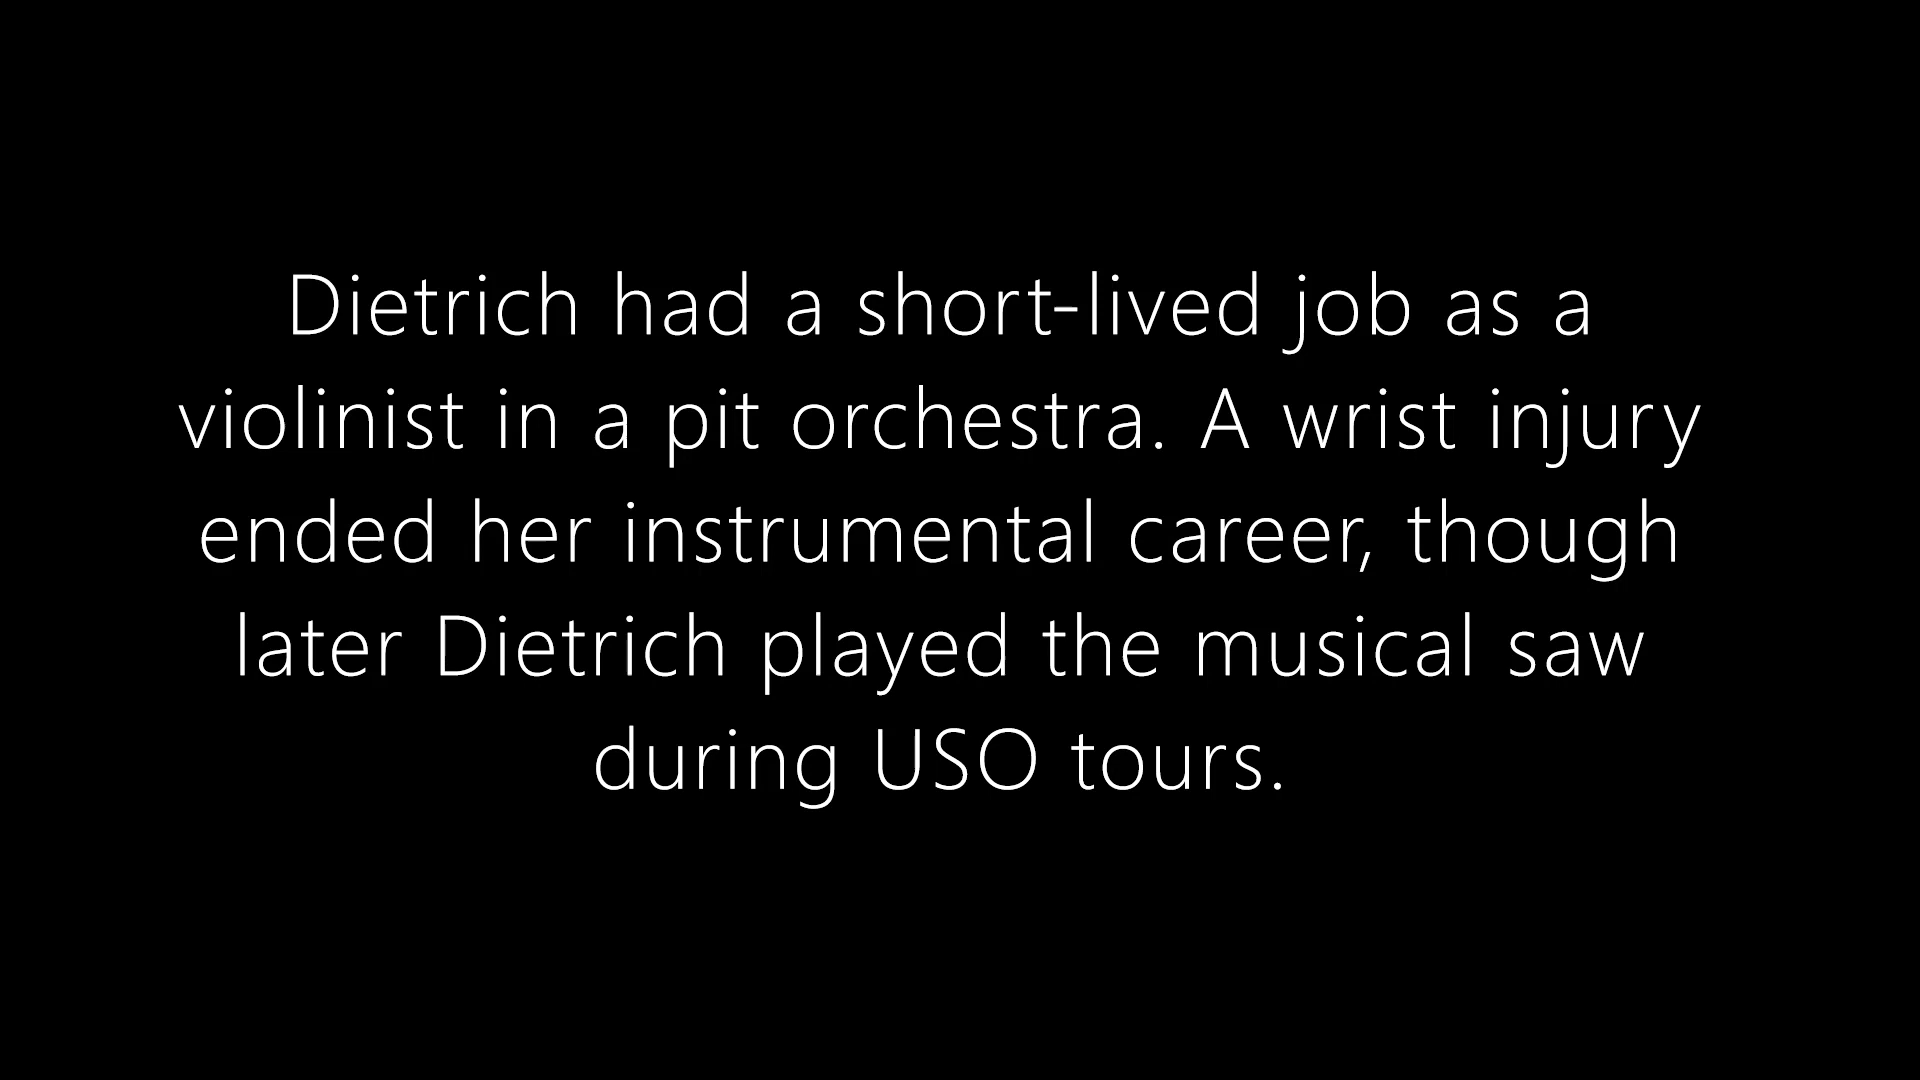 Dietrich had a short-lived job as a
violinist in a pit orchestra. A wrist injury
ended her instrumental career, though
later Dietrich played the musical saw
during USO tours.